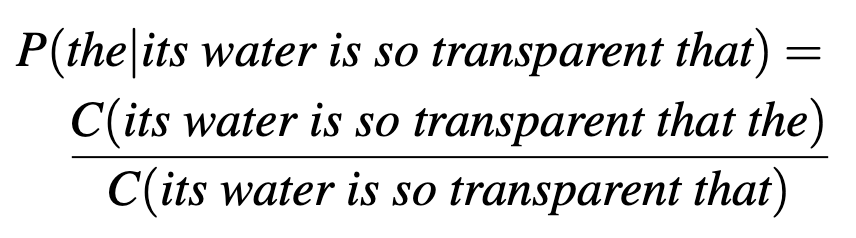 P(the|its water is so transparent that) =
C(its water is so transparent that the)
C(its water is so transparent that)